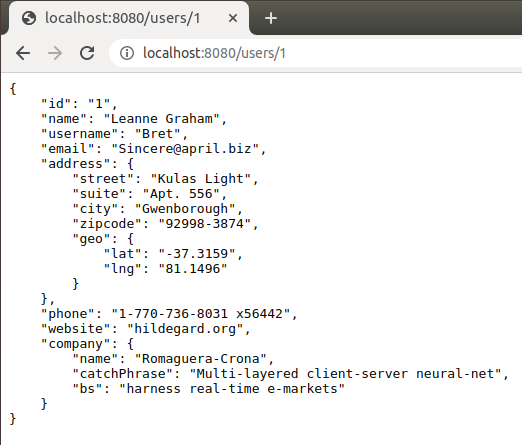 localhost:8080/users/1
localhost:8080/users/1
{
    "id": "1",
    "name": "Leanne Graham",
    "username": "Bret",
    "email": "Sincere@april.biz",
    "address": {
        "street": "Kulas Light",
        "suite": "Apt. 556",
        "city": "Gwenborough",
        "zipcode": "92998-3874",
        "geo": {
            "lat": "-37.3159",
            "lng": "81.1496"
        }
    },
    "phone": "1-770-736-8031 x56442",
    "website": "hildegard.org",
    "company": {
        "name": "Romaguera-Crona",
        "catchPhrase": "Multi-layered client-server neural-net",
        "bs": "harness real-time e-markets"
    }
}